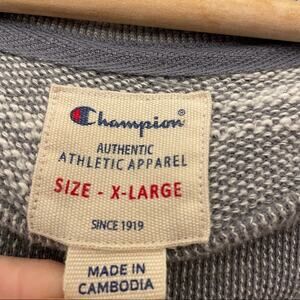 Champion
AUTHENTIC
ATHLETIC APPAREL
SIZE - X-LARGE
SINCE 1919
MADE IN
CAMBODIA